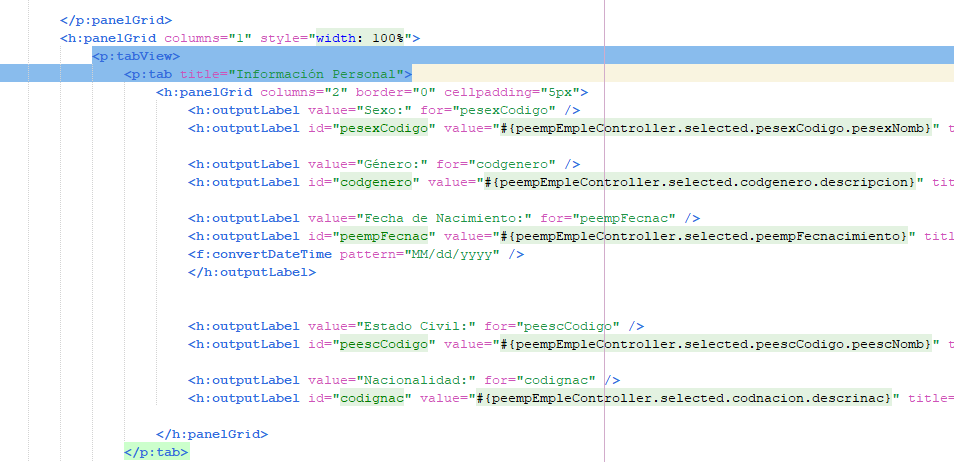 </p:panelGrid>
<h:panelGrid columns="1" style="width: 100%">
<p:tabView>
<p:tab title="Información Personal">
<h:panelGrid columns="2" border="0" cellpadding="5px">
<h:outputLabel value="Sexo:" for="pesexCodigo" />
<h:outputLabel id="pesexCodigo" value="#{peempEmpleController.selected.pesexCodigo.pesexNomb}" t
<h:outputLabel value="Género:" for="codgenero" />
<h:outputLabel id="codgenero" value="#{peempEmpleController.selected.codgenero.descripcion}" titl
<h:outputLabel value="Fecha de Nacimiento:" for="peempFecnac" />
<h:outputLabel id="peempFecnac" value="#{peempEmpleController.selected.peempFecnacimiento}" title
<f:convertDateTime pattern="MM/dd/yyyy" />
</h:outputLabel>
<h:outputLabel value="Estado Civil:" for="peescCodigo" />
<h:outputLabel id="peescCodigo" value="#{peempEmpleController.selected.peescCodigo.peescNomb}" t
<h:outputLabel value="Nacionalidad:" for="codignac" />
<h:outputLabel id="codignac" value="#{peempEmpleController.selected.codnacion.descrinac}" title=
</h:panelGrid>
</p:tab>